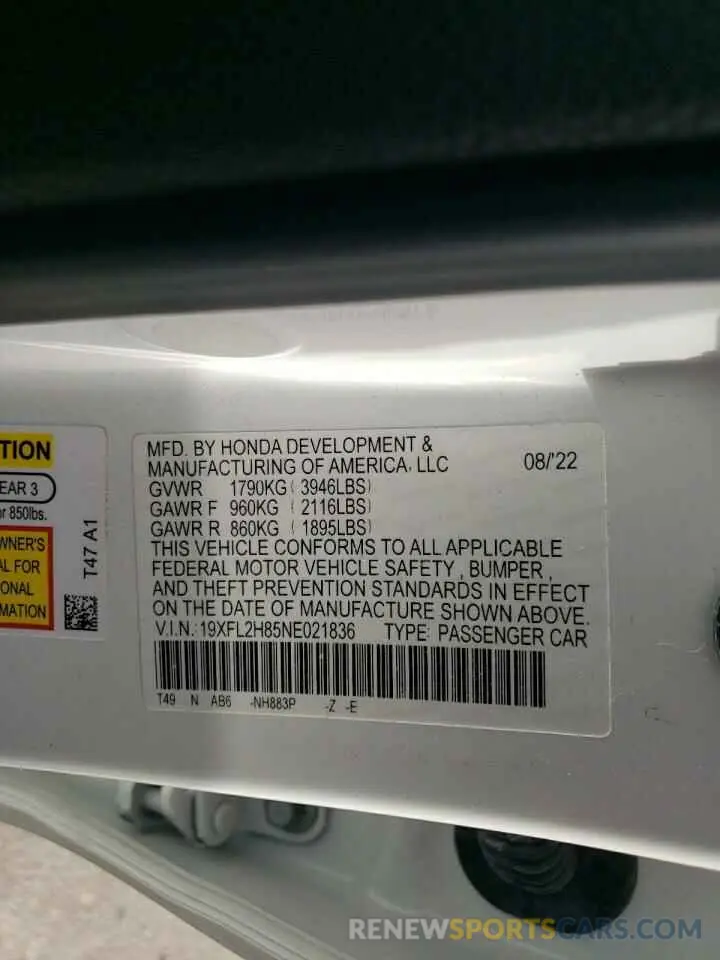 TION
EAR 3
r 850lbs.
WNER'S
AL FOR
ONAL
MATION
T47 A1
MFD. BY HONDA DEVELOPMENT &
MANUFACTURING OF AMERICA, LLC 08/'22
GVWR 1790KG ( 3946LBS)
GAWR F 960KG ( 2116LBS)
GAWR R 860KG ( 1895LBS)
THIS VEHICLE CONFORMS TO ALL APPLICABLE
FEDERAL MOTOR VEHICLE SAFETY , BUMPER ,
AND THEFT PREVENTION STANDARDS IN EFFECT
ON THE DATE OF MANUFACTURE SHOWN ABOVE.
V.I.N.: 19XFL2H85NE021836 TYPE: PASSENGER CAR
T49 N AB6 -NH883P -Z -E
RENEWSPORTSCARS.COM